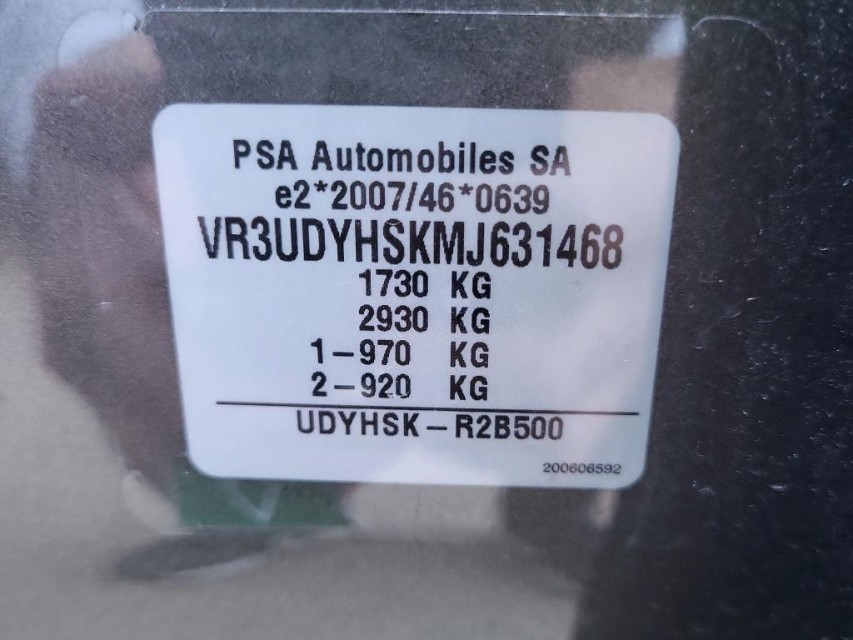 PSA Automobiles SA
e2*2007/46*0639
VR3UDYHSKMJ631468
1730 KG
2930 KG
1-970 KG
2-920 KG
UDYHSK-R2B500
200606592